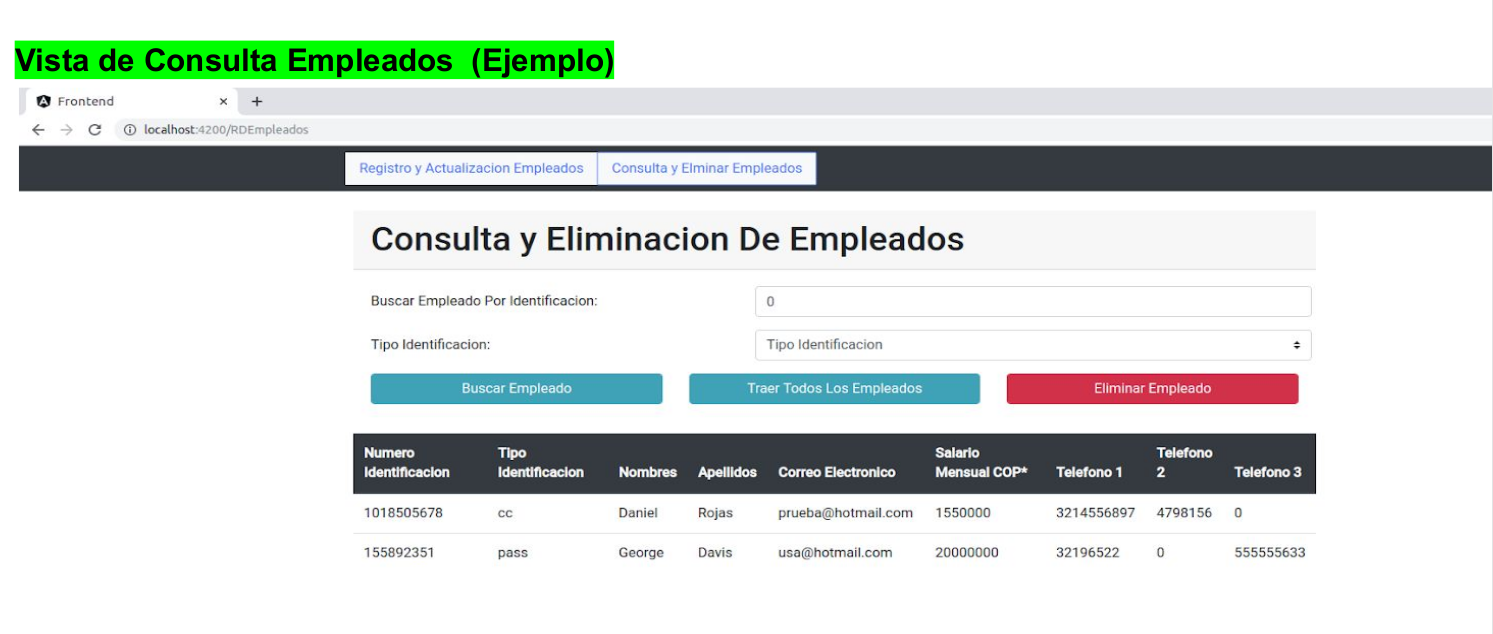 Vista de Consulta Empleados (Ejemplo)
Frontend × +
localhost:4200/RDEmpleados
Registro y Actualizacion Empleados Consulta y Elminar Empleados
Consulta y Eliminacion De Empleados
Buscar Empleado Por Identificacion: 0
Tipo Identificacion: Tipo Identificacion
Buscar Empleado Traer Todos Los Empleados Eliminar Empleado
Numero Identificacion Tipo Identificacion Nombres Apellidos Correo Electronico Salario Mensual COP* Telefono 1 Telefono 2 Telefono 3
1018505678 cc Daniel Rojas prueba@hotmail.com 1550000 3214556897 4798156 0
155892351 pass George Davis usa@hotmail.com 20000000 32196522 0 555555633